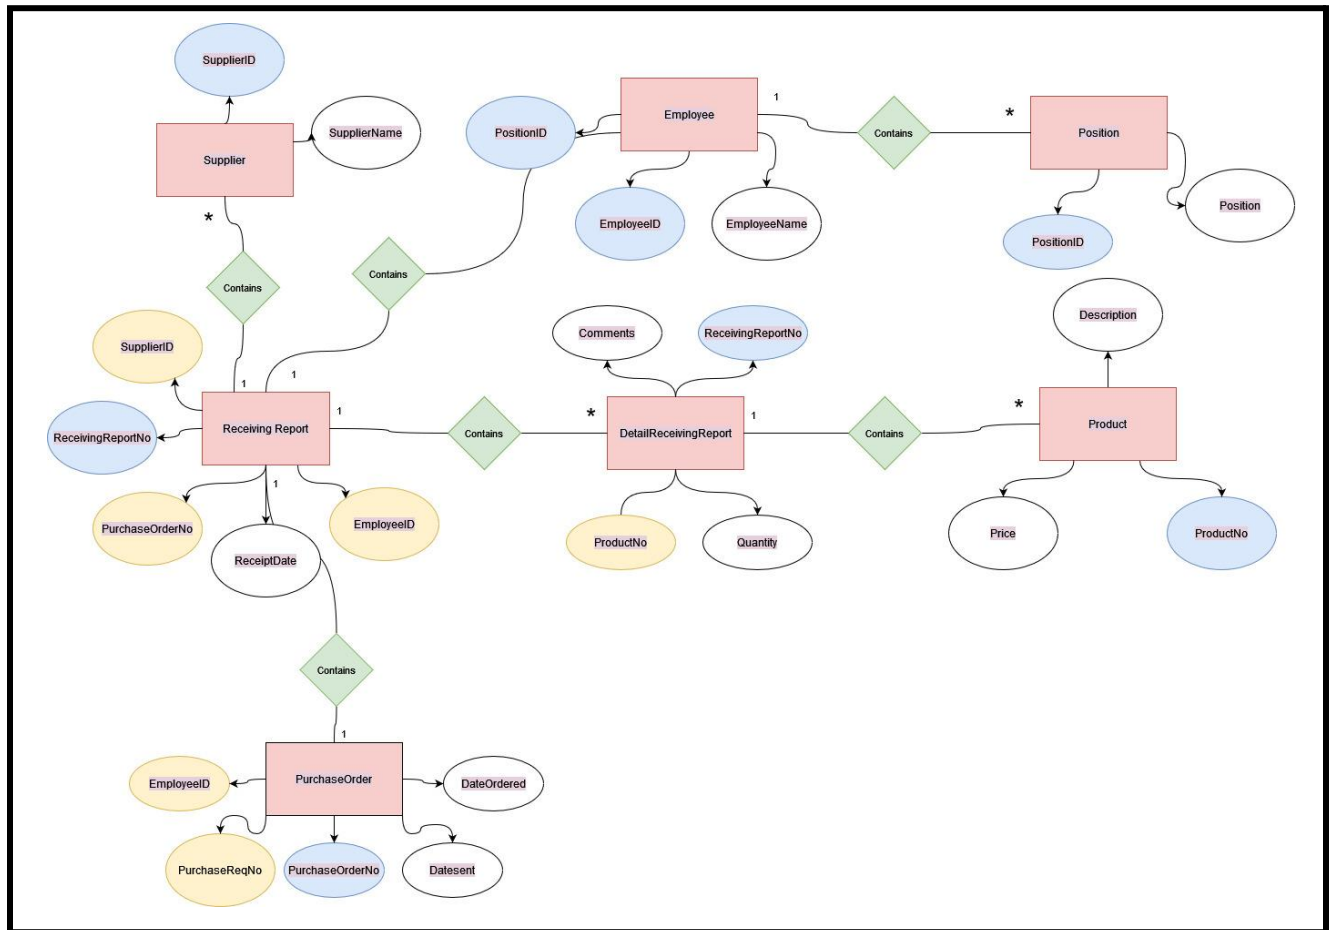 SupplierID
SupplierName
Supplier
*
Contains
1
PositionID
Employee
1
Contains
*
Position
EmployeeID
EmployeeName
PositionID
Position
Contains
1
SupplierID
ReceivingReportNo
Receiving Report
1
PurchaseOrderNo
1
ReceiptDate
EmployeeID
Contains
*
Comments
ReceivingReportNo
DetailReceivingReport
1
ProductNo
Quantity
Contains
*
Description
Product
Price
ProductNo
Contains
1
PurchaseOrder
EmployeeID
DateOrdered
PurchaseReqNo
PurchaseOrderNo
Datesent